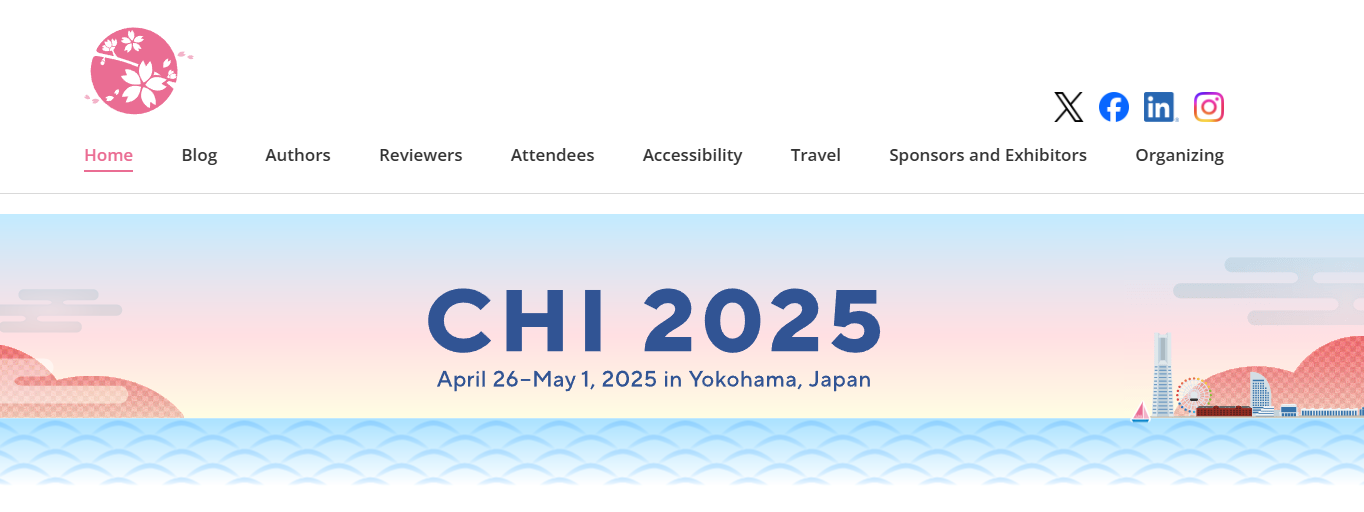 in
Home Blog Authors Reviewers Attendees Accessibility Travel Sponsors and Exhibitors Organizing
CHI 2025
April 26–May 1, 2025 in Yokohama, Japan